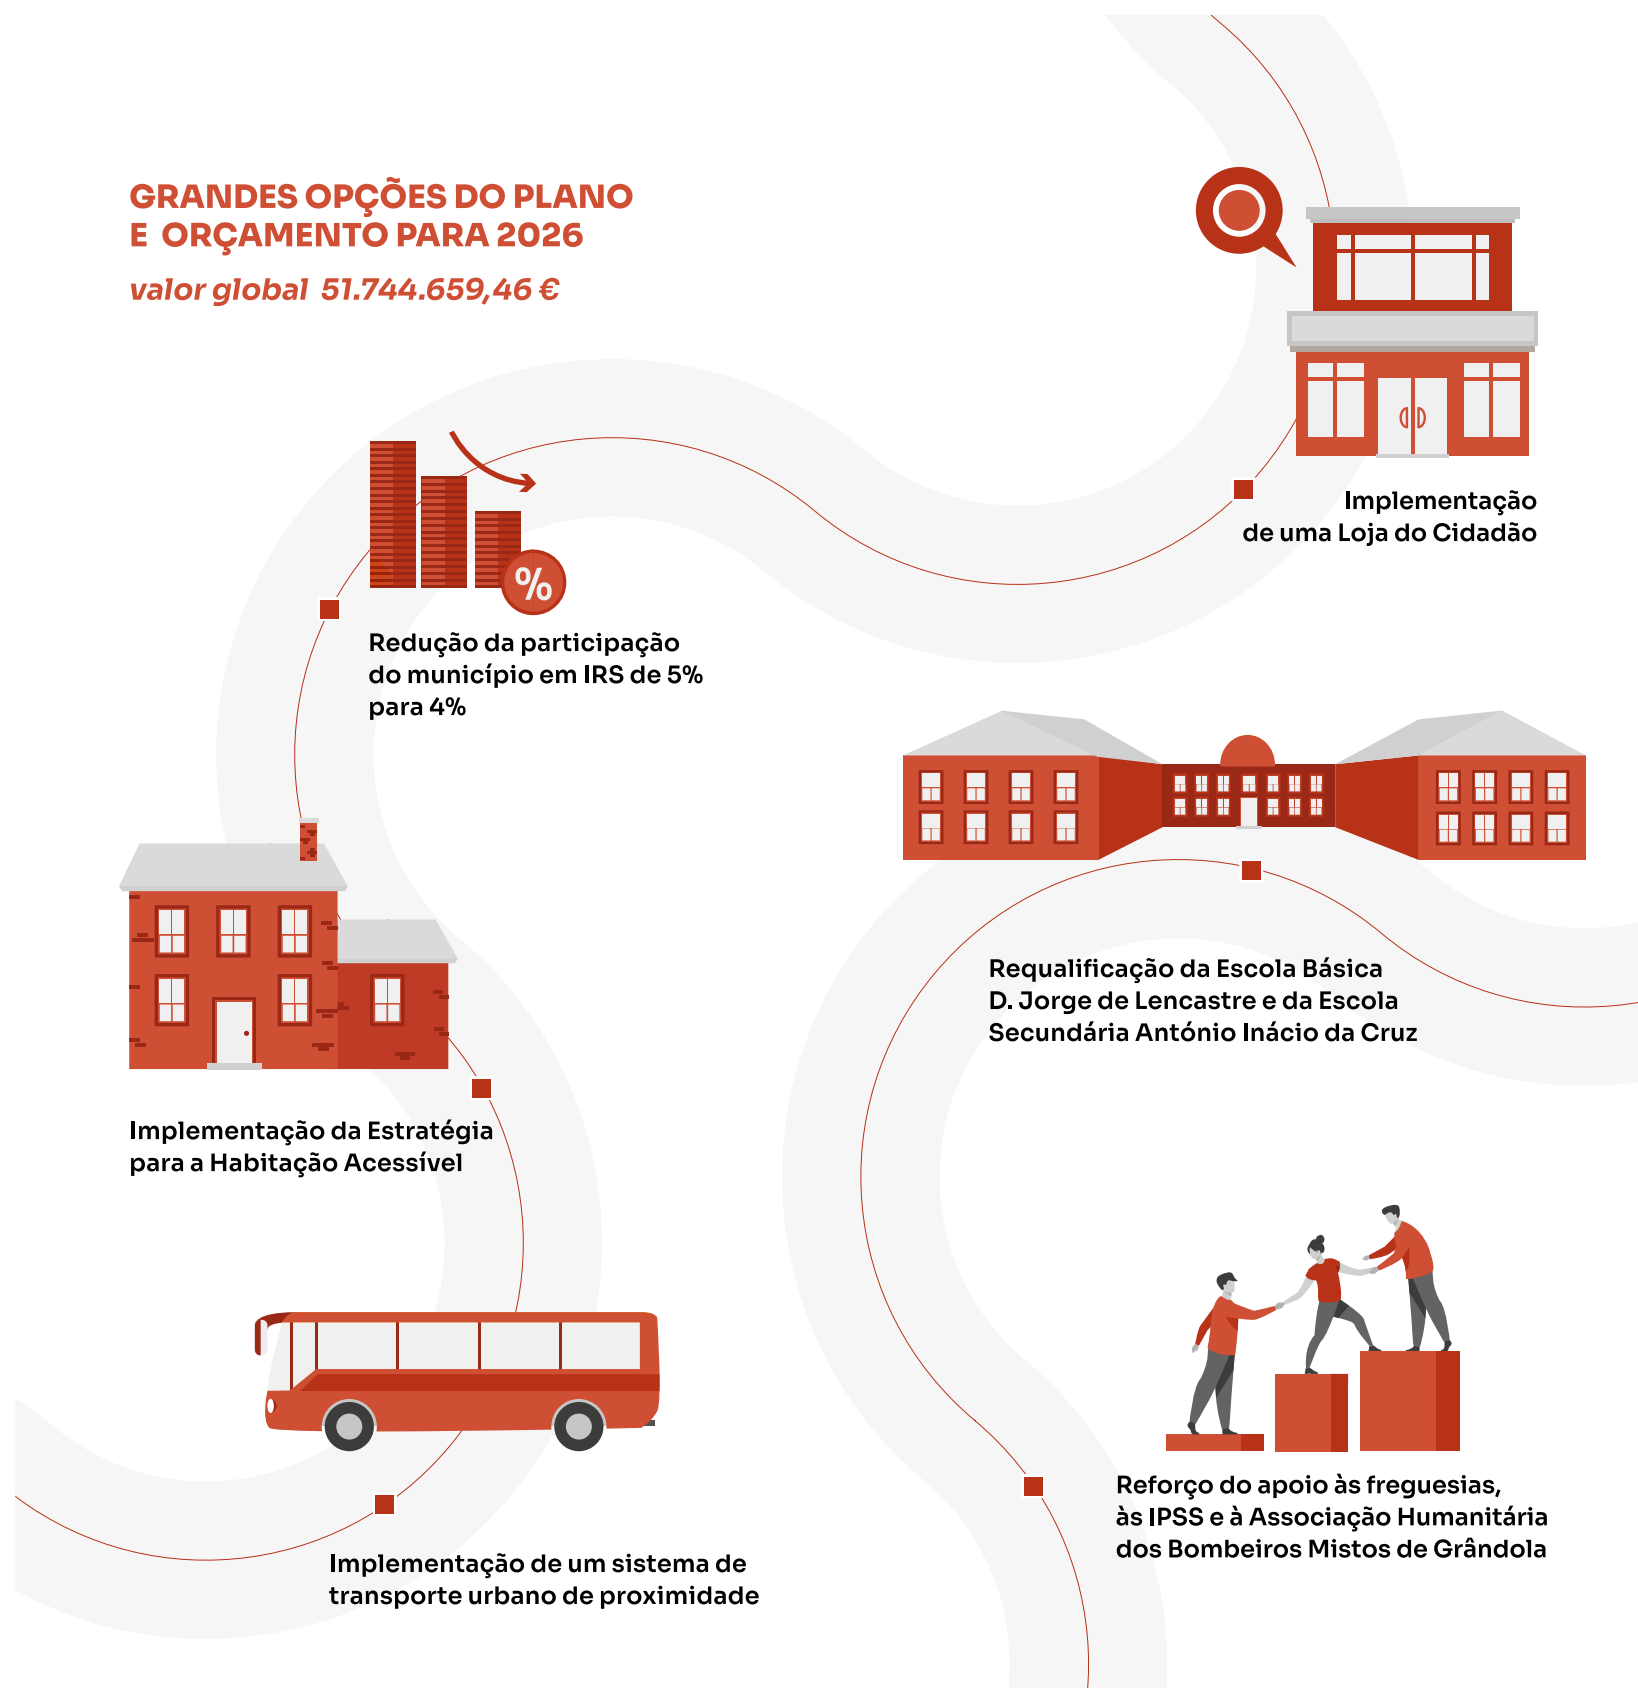 GRANDES OPÇÕES DO PLANO
E ORÇAMENTO PARA 2026
valor global 51.744.659,46 €
Implementação
de uma Loja do Cidadão
%
Redução da participação
do município em IRS de 5%
para 4%
Requalificação da Escola Básica
D. Jorge de Lencastre e da Escola
Secundária António Inácio da Cruz
Implementação da Estratégia
para a Habitação Acessível
Reforço do apoio às freguesias,
às IPSS e à Associação Humanitária
dos Bombeiros Mistos de Grândola
Implementação de um sistema de
transporte urbano de proximidade